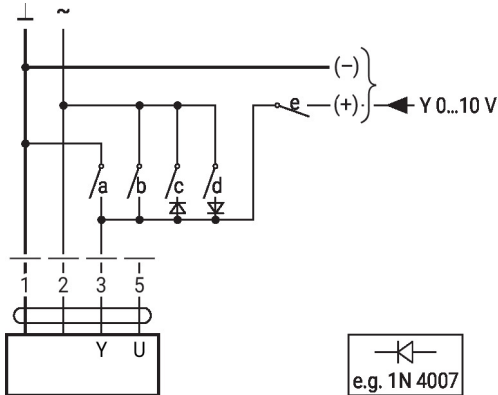 ⊥ ~
(–)
e (+) Y 0...10 V
a b c d
1 2 3 5
Y U
e.g. 1N 4007